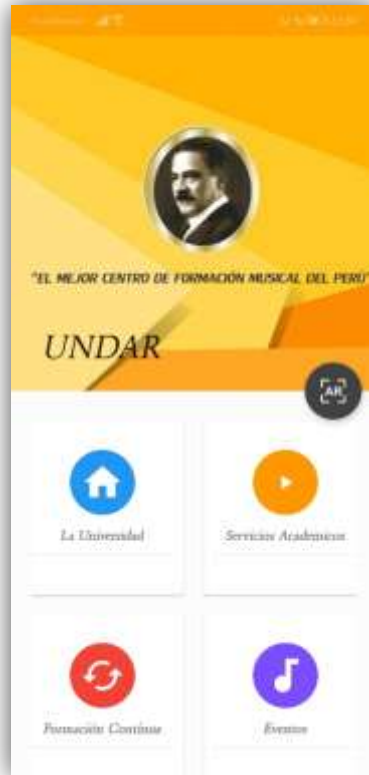 "EL MEJOR CENTRO DE FORMACIÓN MUSICAL DEL PERÚ"
UNDAR
AR
La Universidad
Servicios Académicos
Formación Continua
Eventos